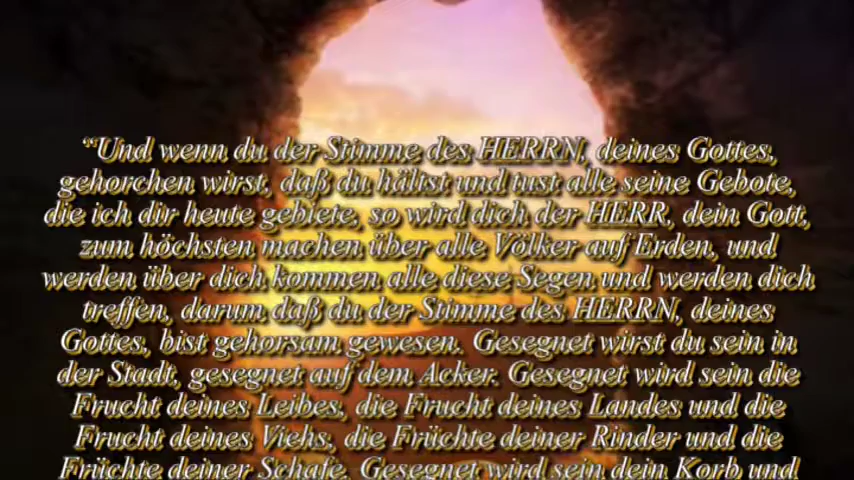 “Und wenn du der Stimme des HERRN, deines Gottes,
gehorchen wirst, daß du hältst und tust alle seine Gebote,
die ich dir heute gebiete, so wird dich der HERR, dein Gott,
zum höchsten machen über alle Völker auf Erden, und
werden über dich kommen alle diese Segen und werden dich
treffen, darum daß du der Stimme des HERRN, deines
Gottes, bist gehorsam gewesen. Gesegnet wirst du sein in
der Stadt, gesegnet auf dem Acker. Gesegnet wird sein die
Frucht deines Leibes, die Frucht deines Landes und die
Frucht deines Viehs, die Früchte deiner Rinder und die
Früchte deiner Schafe. Gesegnet wird sein dein Korb und